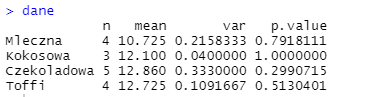 > dane
n mean var p.value
Mleczna 4 10.725 0.2158333 0.7918111
Kokosowa 3 12.100 0.0400000 1.0000000
Czekoladowa 5 12.860 0.3330000 0.2990715
Toffi 4 12.725 0.1091667 0.5130401